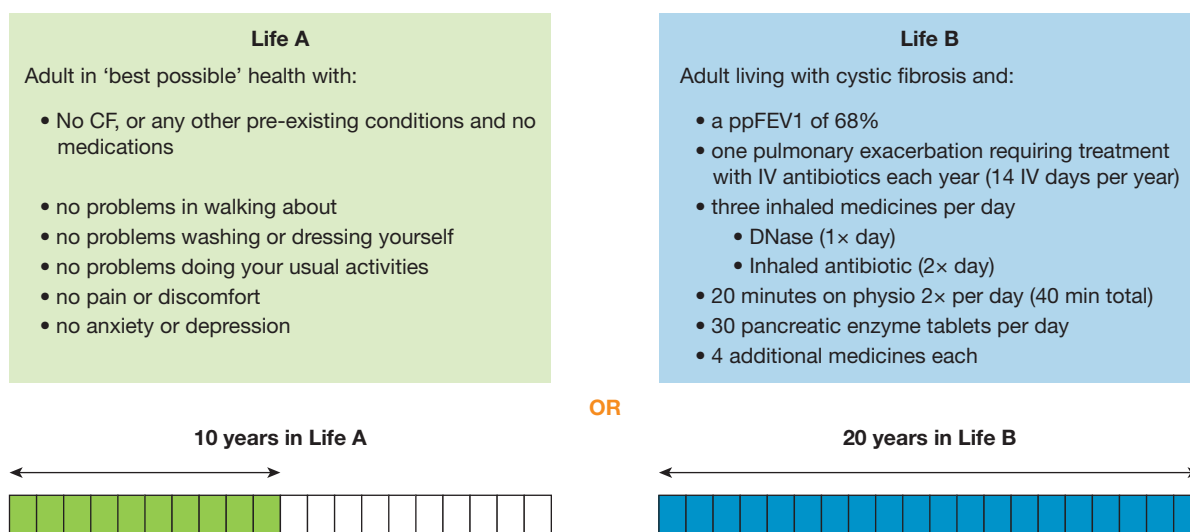 Life A
Adult in ‘best possible’ health with:
• No CF, or any other pre-existing conditions and no
medications
• no problems in walking about
• no problems washing or dressing yourself
• no problems doing your usual activities
• no pain or discomfort
• no anxiety or depression
Life B
Adult living with cystic fibrosis and:
• a ppFEV1 of 68%
• one pulmonary exacerbation requiring treatment
with IV antibiotics each year (14 IV days per year)
• three inhaled medicines per day
• DNase (1× day)
• Inhaled antibiotic (2× day)
• 20 minutes on physio 2× per day (40 min total)
• 30 pancreatic enzyme tablets per day
• 4 additional medicines each
OR
10 years in Life A
20 years in Life B